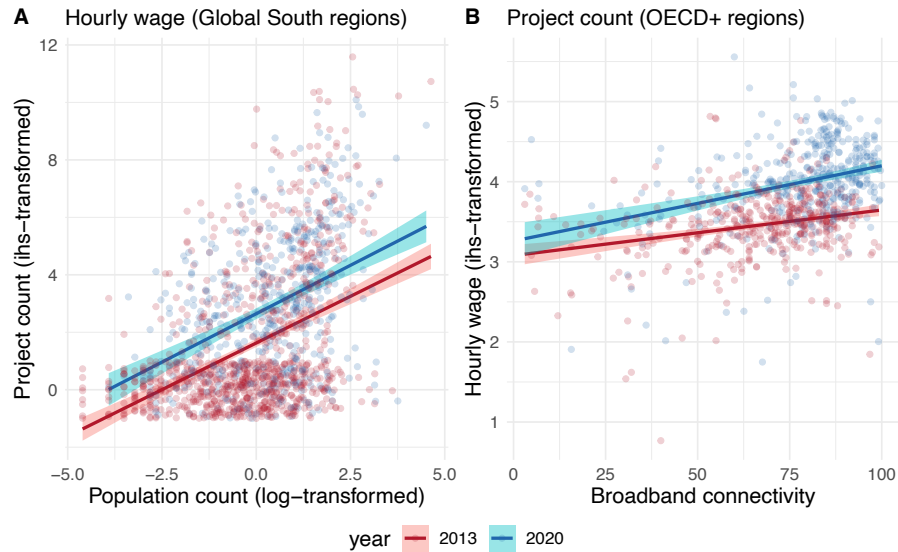 A Hourly wage (Global South regions)
B Project count (OECD+ regions)
Project count (ihs−transformed)
12
8
4
0
−5.0 −2.5 0.0 2.5 5.0
Population count (log−transformed)
Hourly wage (ihs−transformed)
5
4
3
2
1
0 25 50 75 100
Broadband connectivity
year 2013 2020